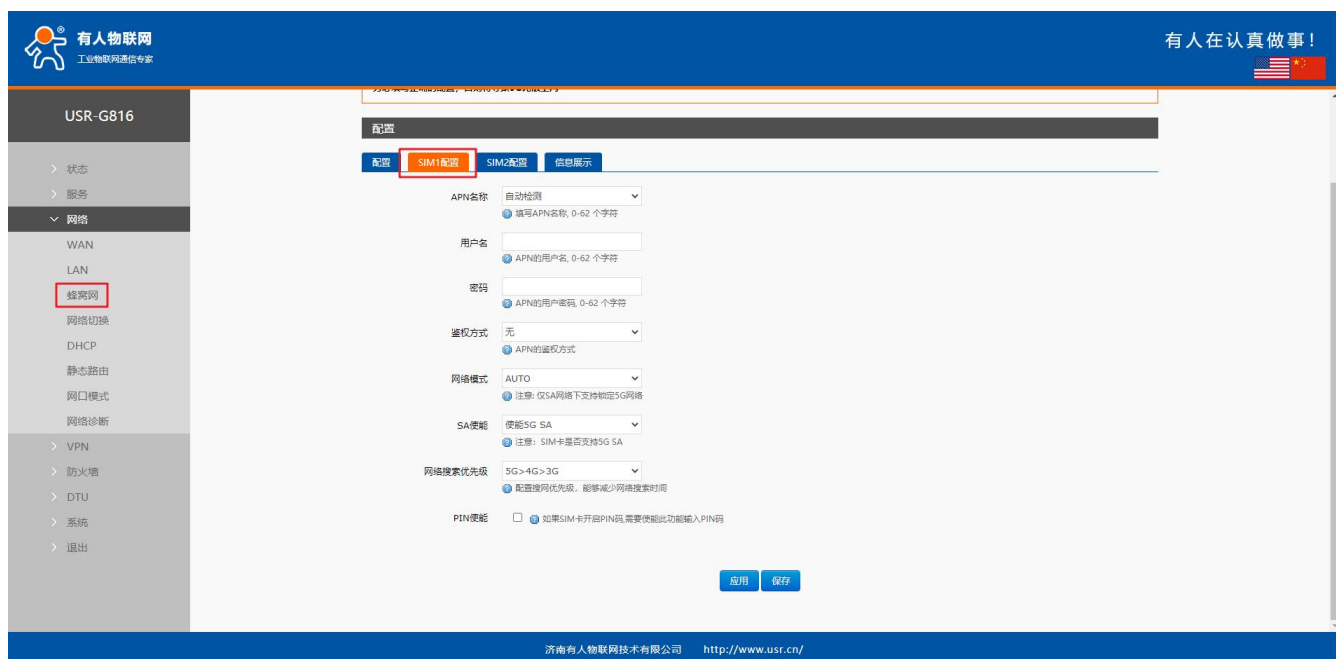 有人物联网
工业物联网通信专家
有人在认真做事!
USR-G816
状态
服务
网络
WAN
LAN
蜂窝网
网络切换
DHCP
静态路由
网口模式
网络诊断
VPN
防火墙
DTU
系统
退出
配置
配置 SIM1配置 SIM2配置 信息展示
APN名称 自动检测
填写APN名称, 0-62 个字符
用户名
APN的用户名, 0-62 个字符
密码
APN的用户密码, 0-62 个字符
鉴权方式 无
APN的鉴权方式
网络模式 AUTO
注意: 仅SA网络下支持锁定5G网络
SA使能 使能5G SA
注意：SIM卡是否支持5G SA
网络搜索优先级 5G>4G>3G
配置搜网优先级，能够减少网络搜索时间
PIN使能 如果SIM卡开启PIN码,需要使能此功能输入PIN码
应用 保存
济南有人物联网技术有限公司 http://www.usr.cn/